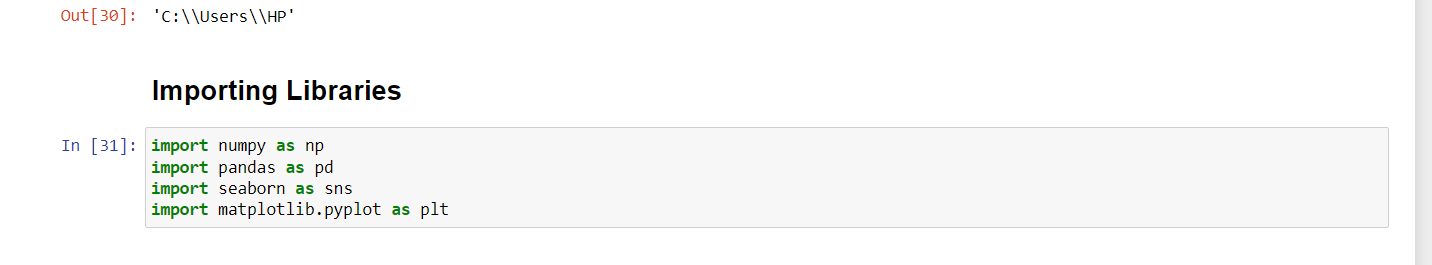 Out[30]: 'C:\\Users\\HP'
Importing Libraries
In [31]: import numpy as np
import pandas as pd
import seaborn as sns
import matplotlib.pyplot as plt